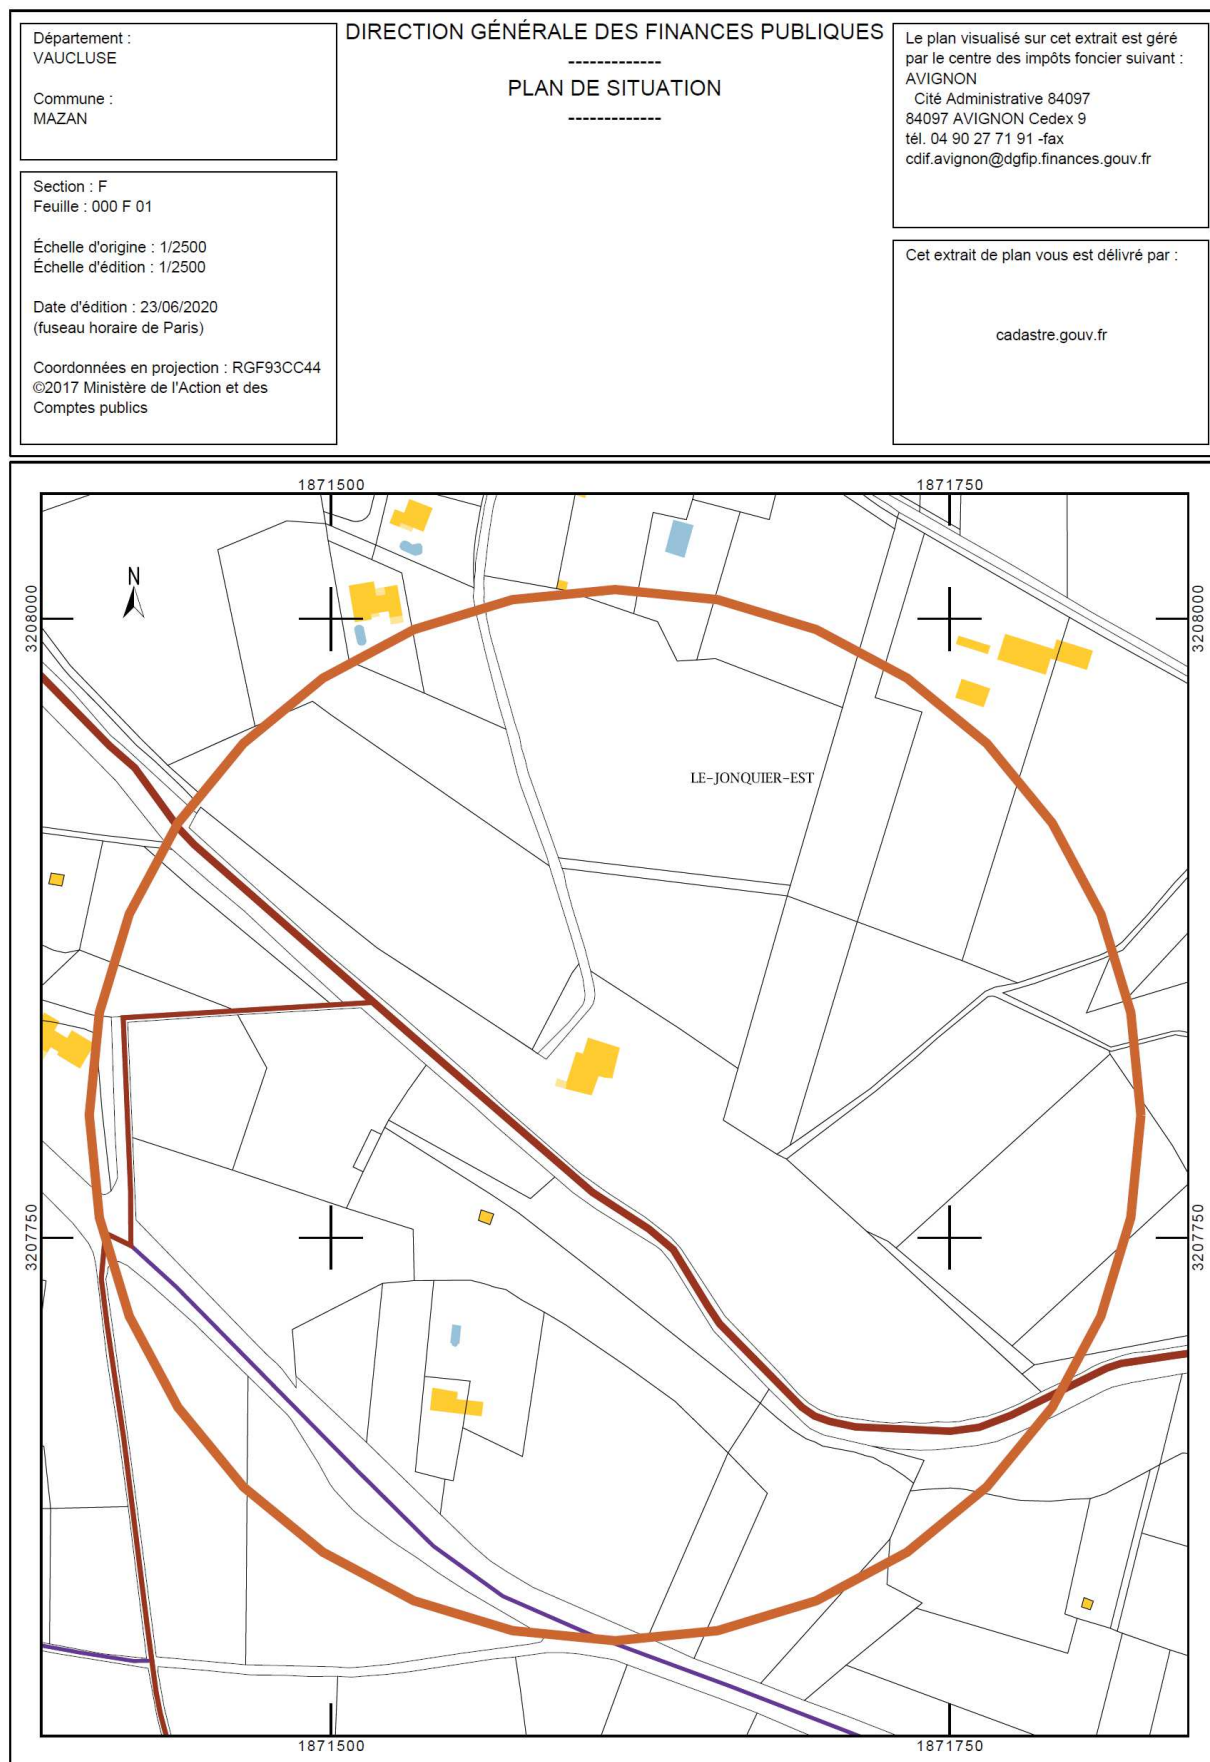 Département :
VAUCLUSE
Commune :
MAZAN
Section : F
Feuille : 000 F 01
Échelle d'origine : 1/2500
Échelle d'édition : 1/2500
Date d'édition : 23/06/2020
(fuseau horaire de Paris)
Coordonnées en projection : RGF93CC44
©2017 Ministère de l'Action et des
Comptes publics
DIRECTION GÉNÉRALE DES FINANCES PUBLIQUES
-------------
PLAN DE SITUATION
-------------
Le plan visualisé sur cet extrait est géré
par le centre des impôts foncier suivant :
AVIGNON
Cité Administrative 84097
84097 AVIGNON Cedex 9
tél. 04 90 27 71 91 -fax
cdif.avignon@dgfip.finances.gouv.fr
Cet extrait de plan vous est délivré par :
cadastre.gouv.fr
1871500
1871750
N
3208000
3208000
LE-JONQUIER-EST
3207750
3207750
1871500
1871750